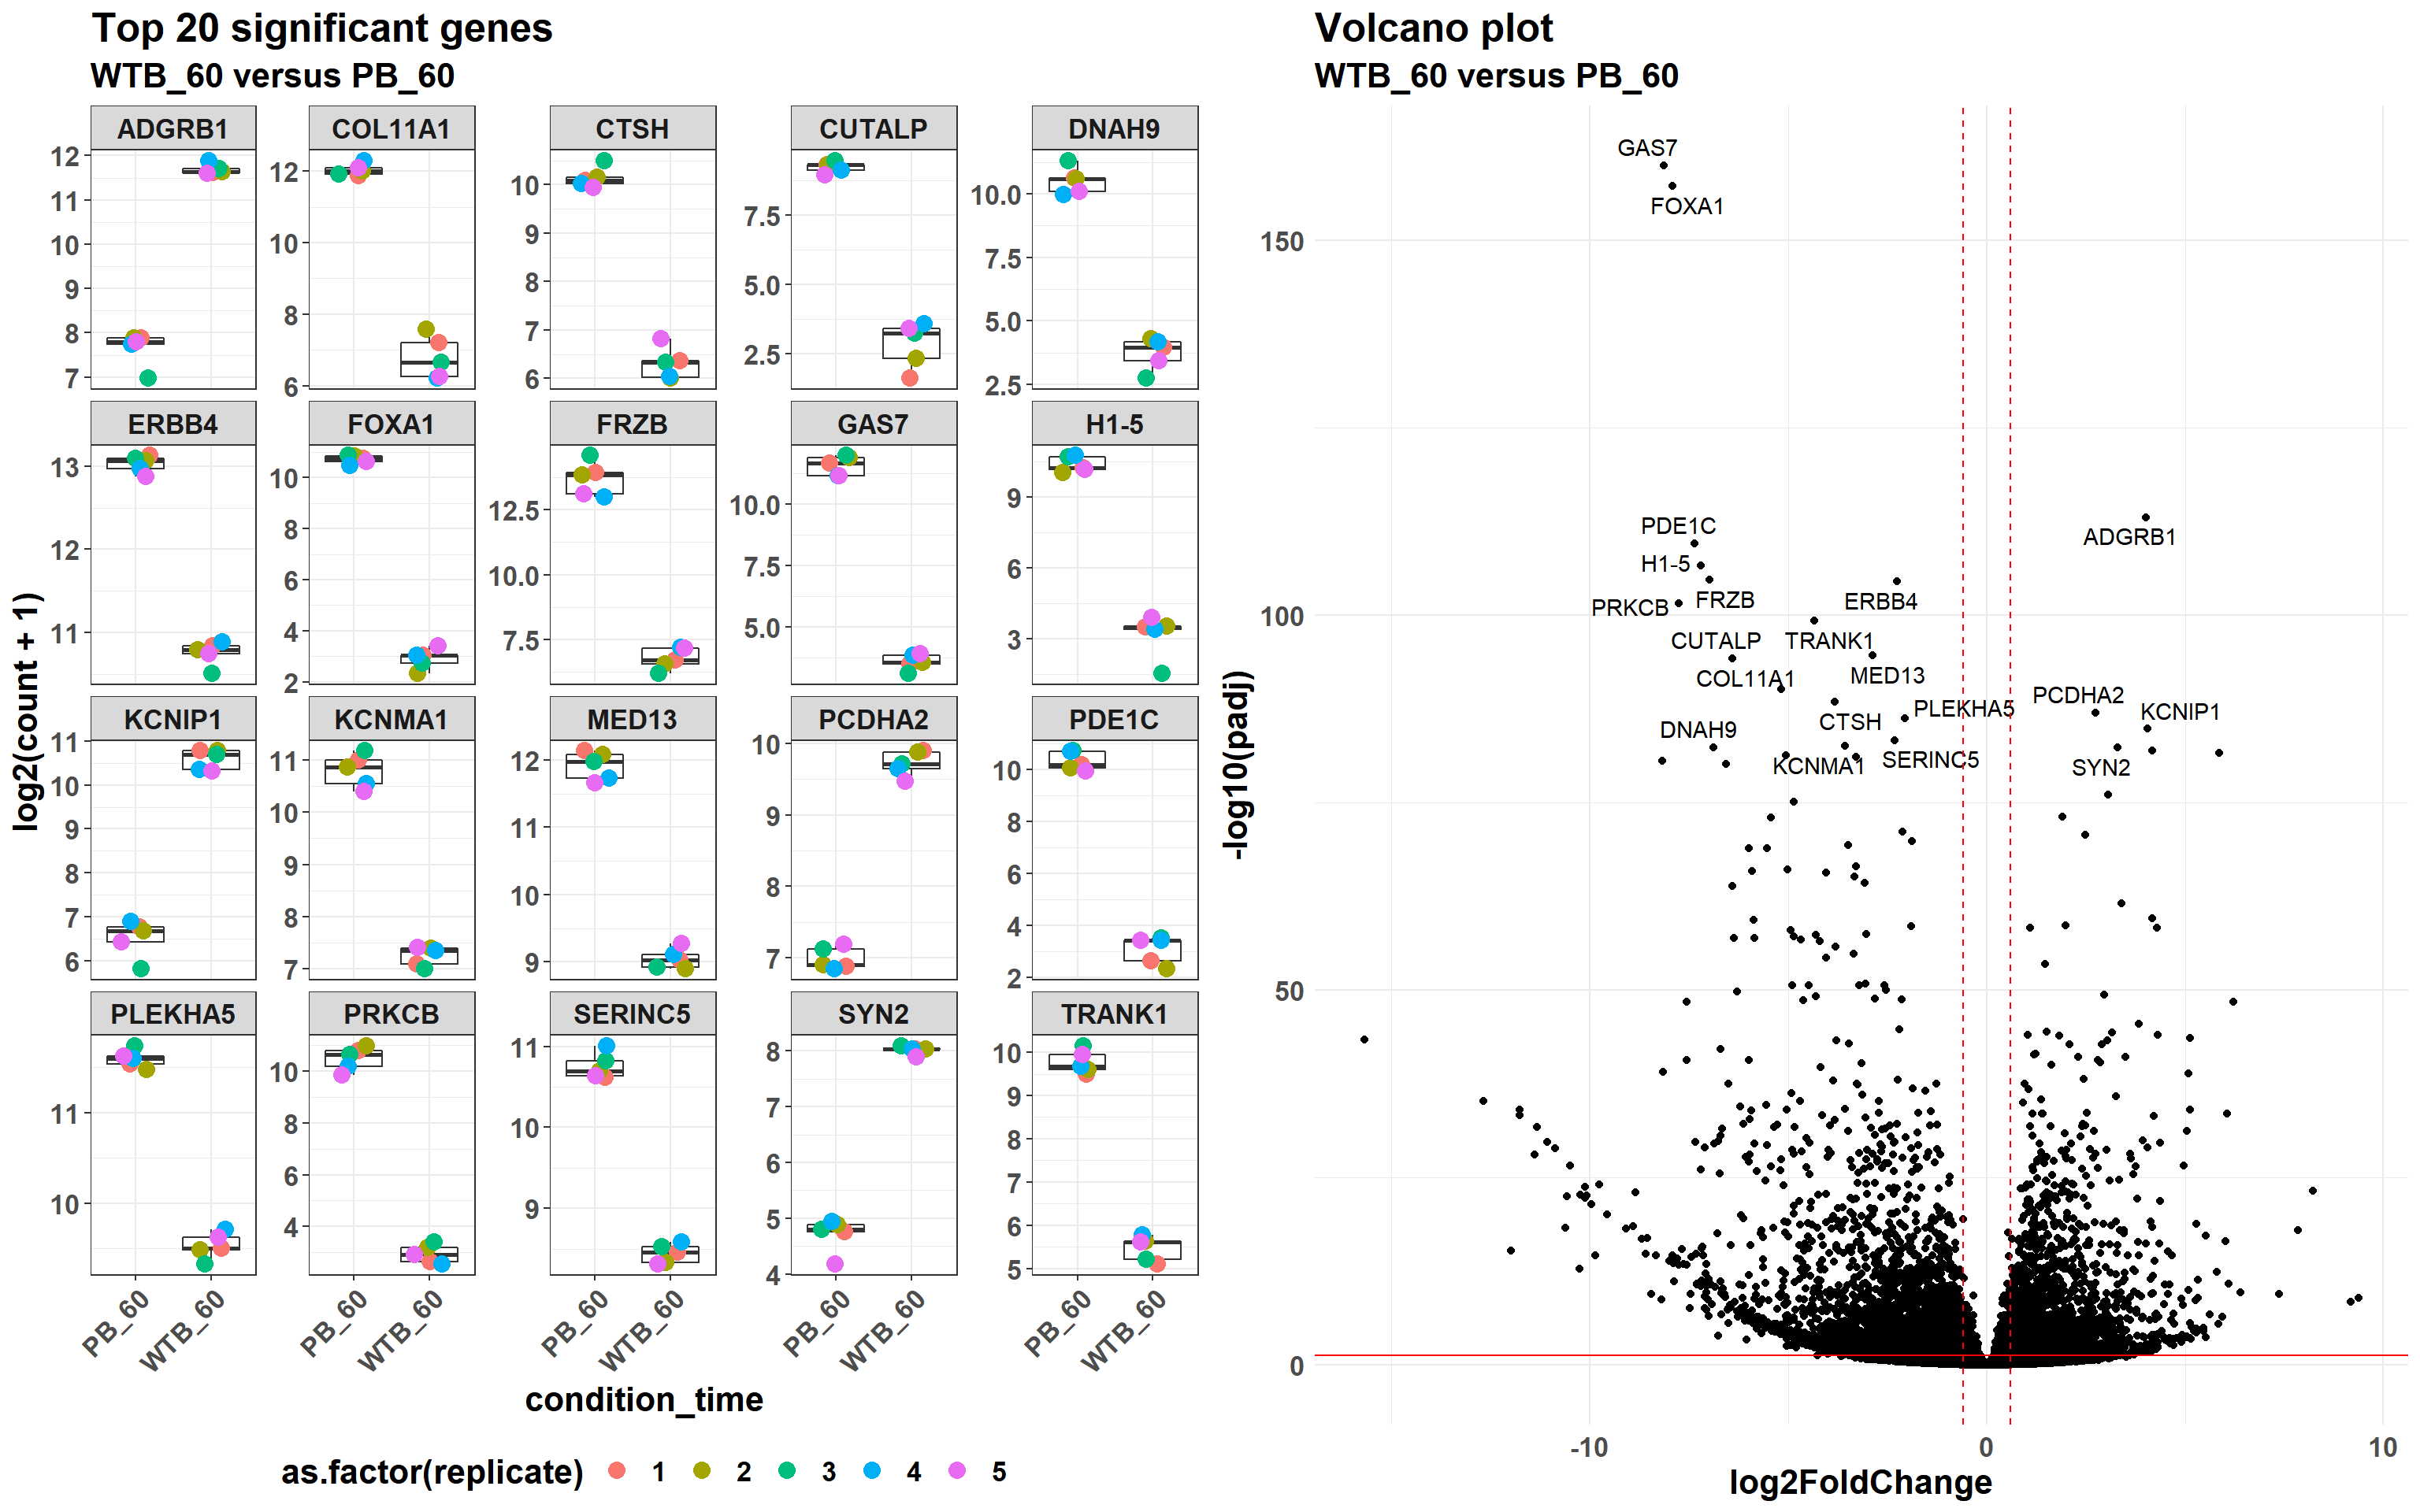 Top 20 significant genes
WTB_60 versus PB_60
ADGRB1 COL11A1 CTSH CUTALP DNAH9
12
11
10
9
8
7
12
10
8
6
10
9
8
7
6
7.5
5.0
2.5
10.0
7.5
5.0
2.5
ERBB4 FOXA1 FRZB GAS7 H1-5
13
12
11
10
8
6
4
2
12.5
10.0
7.5
10.0
7.5
5.0
9
6
3
KCNIP1 KCNMA1 MED13 PCDHA2 PDE1C
11
10
9
8
7
6
11
10
9
8
7
12
11
10
9
10
9
8
7
10
8
6
4
2
PLEKHA5 PRKCB SERINC5 SYN2 TRANK1
11
10
10
8
6
4
11
10
9
8
7
6
5
4
10
9
8
7
6
5
log2(count + 1)
PB_60 WTB_60 PB_60 WTB_60 PB_60 WTB_60 PB_60 WTB_60 PB_60 WTB_60
condition_time
as.factor(replicate) 1 2 3 4 5
Volcano plot
WTB_60 versus PB_60
-log10(padj)
150
100
50
0
GAS7
FOXA1
PDE1C
ADGRB1
H1-5
FRZB
ERBB4
PRKCB
CUTALP
TRANK1
COL11A1
MED13
PLEKHA5
PCDHA2
KCNIP1
CTSH
DNAH9
KCNMA1
SERINC5
SYN2
-10 0 10
log2FoldChange